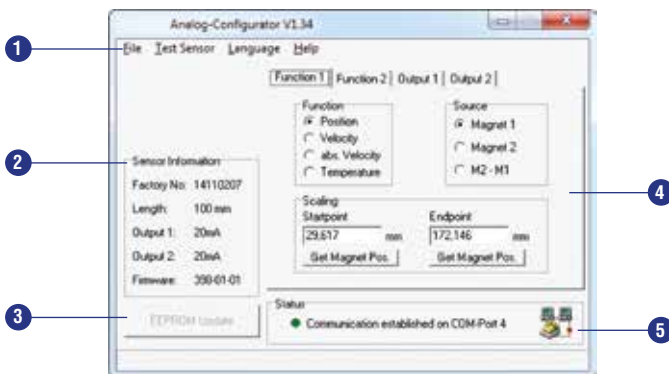 Analog-Configurator V1.34
1
File Test Sensor Language Help
Function 1 Function 2 Output 1 Output 2
Function
Position
Velocity
abs. Velocity
Temperature
Source
Magnet 1
Magnet 2
M2 - M1
2
Sensor Information
Factory No: 14110207
Length: 100 mm
Output 1: 20mA
Output 2: 20mA
Firmware: 390-01-01
Scaling
Startpoint Endpoint
29,617 mm 172,146 mm
Get Magnet Pos. Get Magnet Pos.
4
3
EEPROM Update
Status
Communication established on COM-Port 4
5